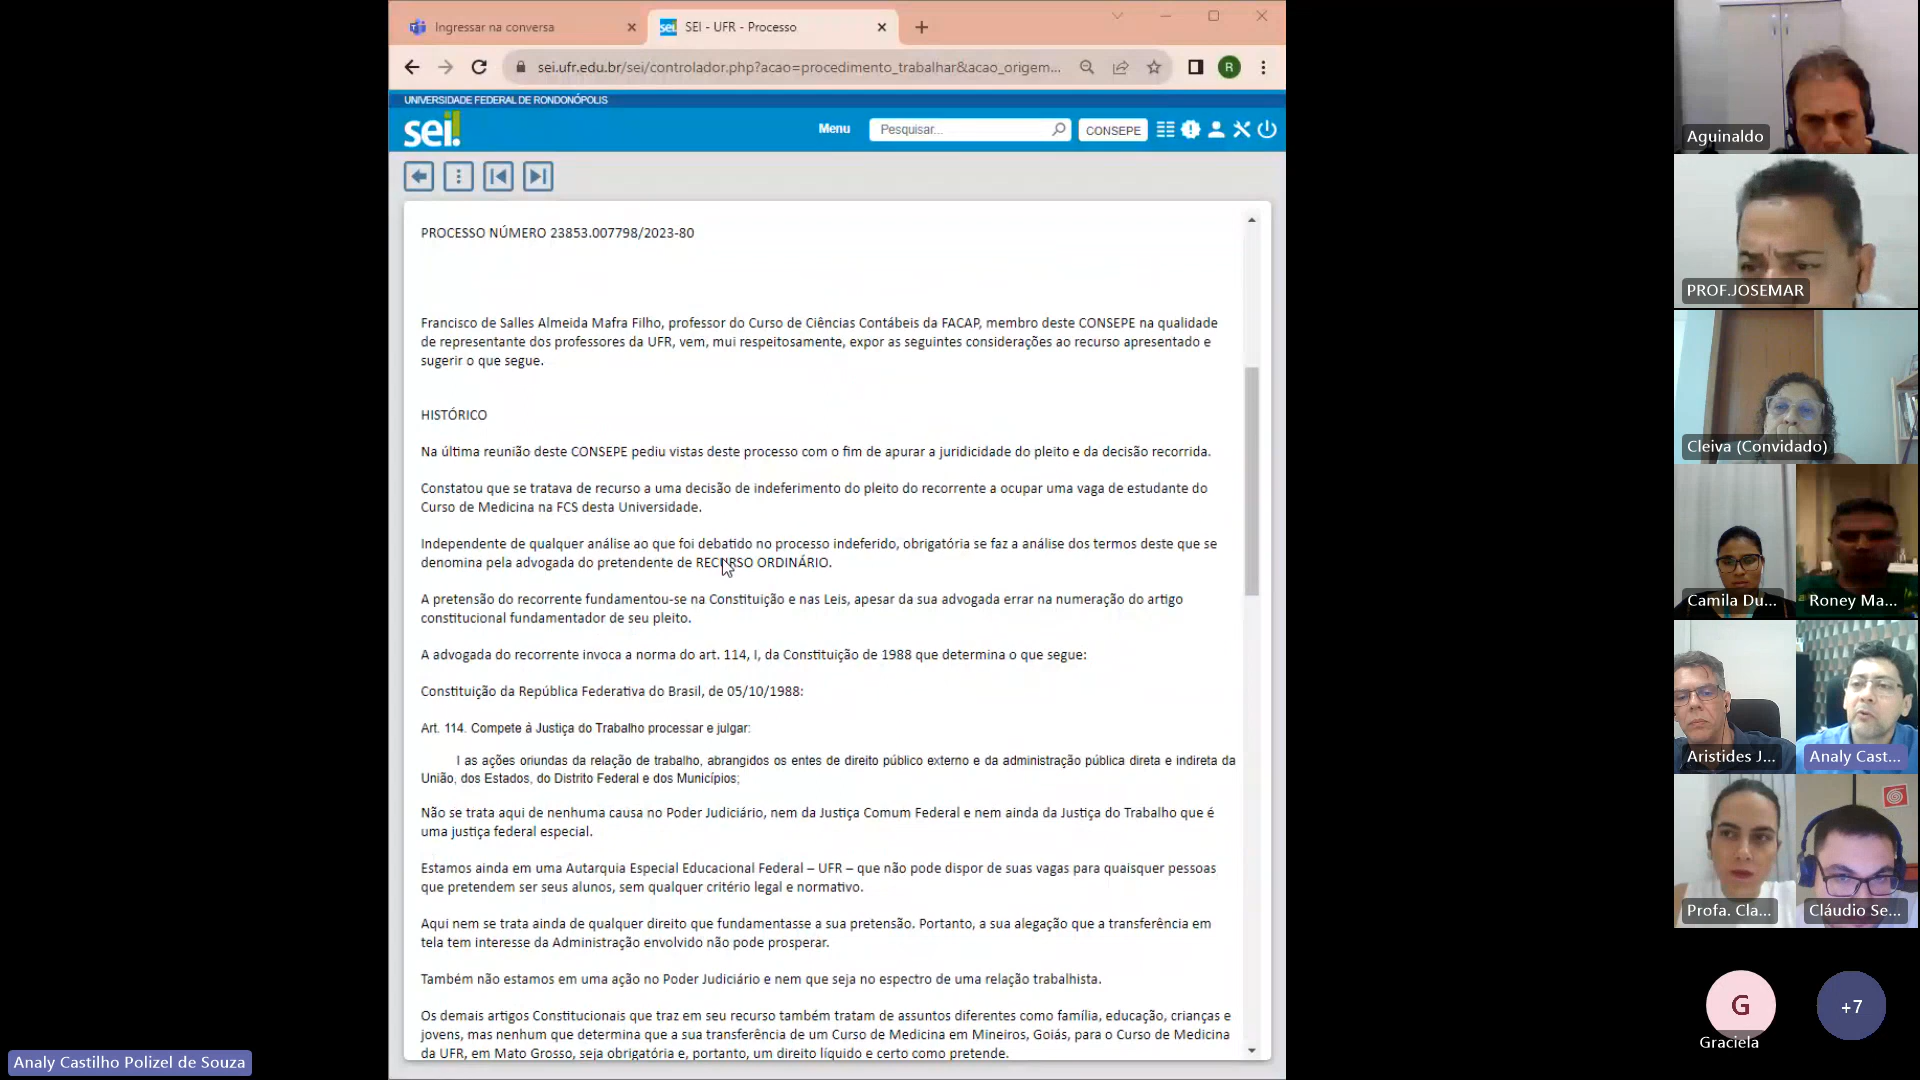 Ingressar na conversa
SEI - UFR - Processo
sei.ufr.edu.br/sei/controlador.php?acao=procedimento_trabalhar&acao_origem...
R
UNIVERSIDADE FEDERAL DE RONDONÓPOLIS
sei!
Menu
Pesquisar...
CONSEPE
PROCESSO NÚMERO 23853.007798/2023-80
Francisco de Salles Almeida Mafra Filho, professor do Curso de Ciências Contábeis da FACAP, membro deste CONSEPE na qualidade
de representante dos professores da UFR, vem, mui respeitosamente, expor as seguintes considerações ao recurso apresentado e
sugerir o que segue.
HISTÓRICO
Na última reunião deste CONSEPE pediu vistas deste processo com o fim de apurar a juridicidade do pleito e da decisão recorrida.
Constatou que se tratava de recurso a uma decisão de indeferimento do pleito do recorrente a ocupar uma vaga de estudante do
Curso de Medicina na FCS desta Universidade.
Independente de qualquer análise ao que foi debatido no processo indeferido, obrigatória se faz a análise dos termos deste que se
denomina pela advogada do pretendente de RECURSO ORDINÁRIO.
A pretensão do recorrente fundamentou-se na Constituição e nas Leis, apesar da sua advogada errar na numeração do artigo
constitucional fundamentador de seu pleito.
A advogada do recorrente invoca a norma do art. 114, I, da Constituição de 1988 que determina o que segue:
Constituição da República Federativa do Brasil, de 05/10/1988:
Art. 114. Compete à Justiça do Trabalho processar e julgar:
I as ações oriundas da relação de trabalho, abrangidos os entes de direito público externo e da administração pública direta e indireta da
União, dos Estados, do Distrito Federal e dos Municípios;
Não se trata aqui de nenhuma causa no Poder Judiciário, nem da Justiça Comum Federal e nem ainda da Justiça do Trabalho que é
uma justiça federal especial.
Estamos ainda em uma Autarquia Especial Educacional Federal – UFR – que não pode dispor de suas vagas para quaisquer pessoas
que pretendem ser seus alunos, sem qualquer critério legal e normativo.
Aqui nem se trata ainda de qualquer direito que fundamentasse a sua pretensão. Portanto, a sua alegação que a transferência em
tela tem interesse da Administração envolvido não pode prosperar.
Também não estamos em uma ação no Poder Judiciário e nem que seja no espectro de uma relação trabalhista.
Os demais artigos Constitucionais que traz em seu recurso também tratam de assuntos diferentes como família, educação, crianças e
jovens, mas nenhum que determina que a sua transferência de um Curso de Medicina em Mineiros, Goiás, para o Curso de Medicina
da UFR, em Mato Grosso, seja obrigatória e, portanto, um direito líquido e certo como pretende.
Aguinaldo
PROF.JOSEMAR
Cleiva (Convidado)
Camila Du...
Roney Ma...
Aristides J...
Analy Cast...
Profa. Cla...
Cláudio Se...
G
+7
Graciela
Analy Castilho Polizel de Souza